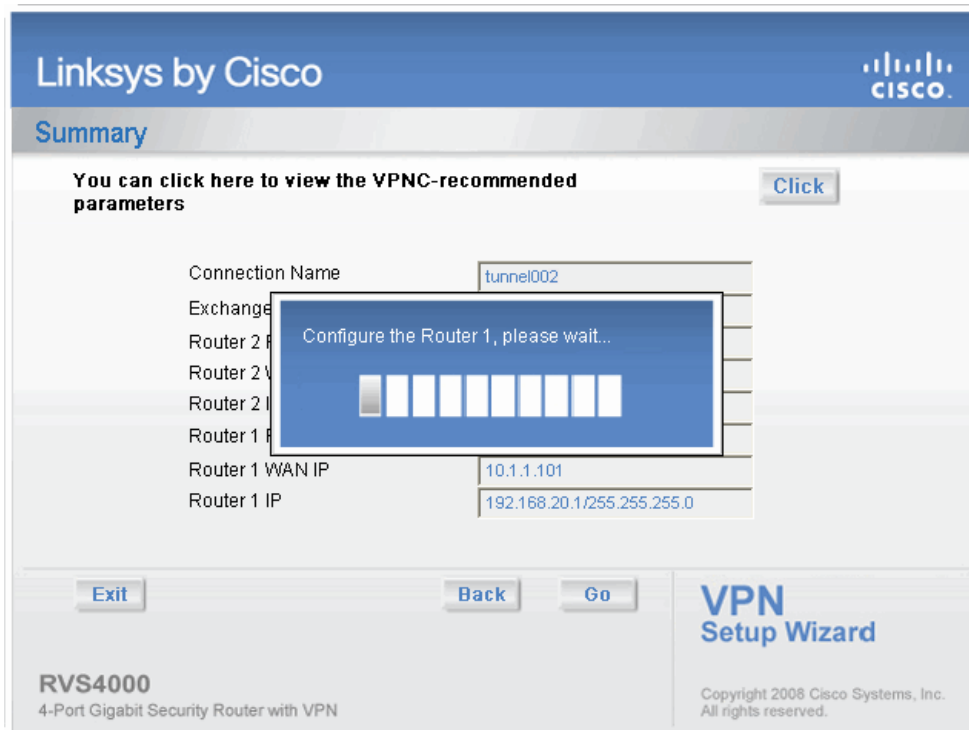 Linksys by Cisco
CISCO.
Summary
You can click here to view the VPNC-recommended
parameters
Click
Connection Name
tunnel002
Exchange
Router 2
Router 2
Router 2
Router 1
Configure the Router 1, please wait...
Router 1 WAN IP
10.1.1.101
Router 1 IP
192.168.20.1/255.255.255.0
Exit
Back
Go
VPN
Setup Wizard
RVS4000
4-Port Gigabit Security Router with VPN
Copyright 2008 Cisco Systems, Inc.
All rights reserved.